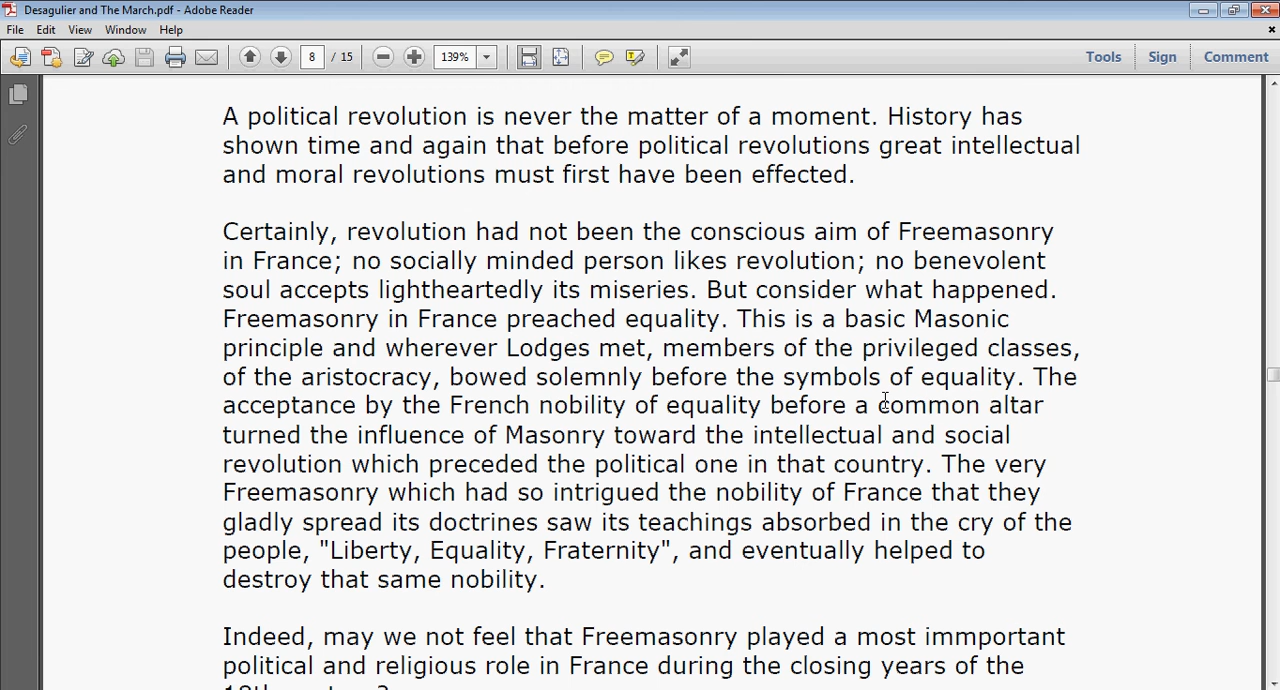 Desagulier and The March.pdf - Adobe Reader
File Edit View Window Help
8 / 15 139% Tools Sign Comment
A political revolution is never the matter of a moment. History has
shown time and again that before political revolutions great intellectual
and moral revolutions must first have been effected.
Certainly, revolution had not been the conscious aim of Freemasonry
in France; no socially minded person likes revolution; no benevolent
soul accepts lightheartedly its miseries. But consider what happened.
Freemasonry in France preached equality. This is a basic Masonic
principle and wherever Lodges met, members of the privileged classes,
of the aristocracy, bowed solemnly before the symbols of equality. The
acceptance by the French nobility of equality before a common altar
turned the influence of Masonry toward the intellectual and social
revolution which preceded the political one in that country. The very
Freemasonry which had so intrigued the nobility of France that they
gladly spread its doctrines saw its teachings absorbed in the cry of the
people, "Liberty, Equality, Fraternity", and eventually helped to
destroy that same nobility.
Indeed, may we not feel that Freemasonry played a most immportant
political and religious role in France during the closing years of the